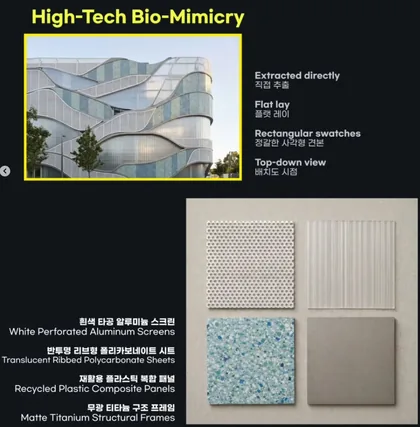 High-Tech Bio-Mimicry
Extracted directly
직접 추출
Flat lay
플랫 레이
Rectangular swatches
정갈한 사각형 견본
Top-down view
배치도 시점
흰색 타공 알루미늄 스크린
White Perforated Aluminum Screens
반투명 리브형 폴리카보네이트 시트
Translucent Ribbed Polycarbonate Sheets
재활용 플라스틱 복합 패널
Recycled Plastic Composite Panels
무광 티타늄 구조 프레임
Matte Titanium Structural Frames